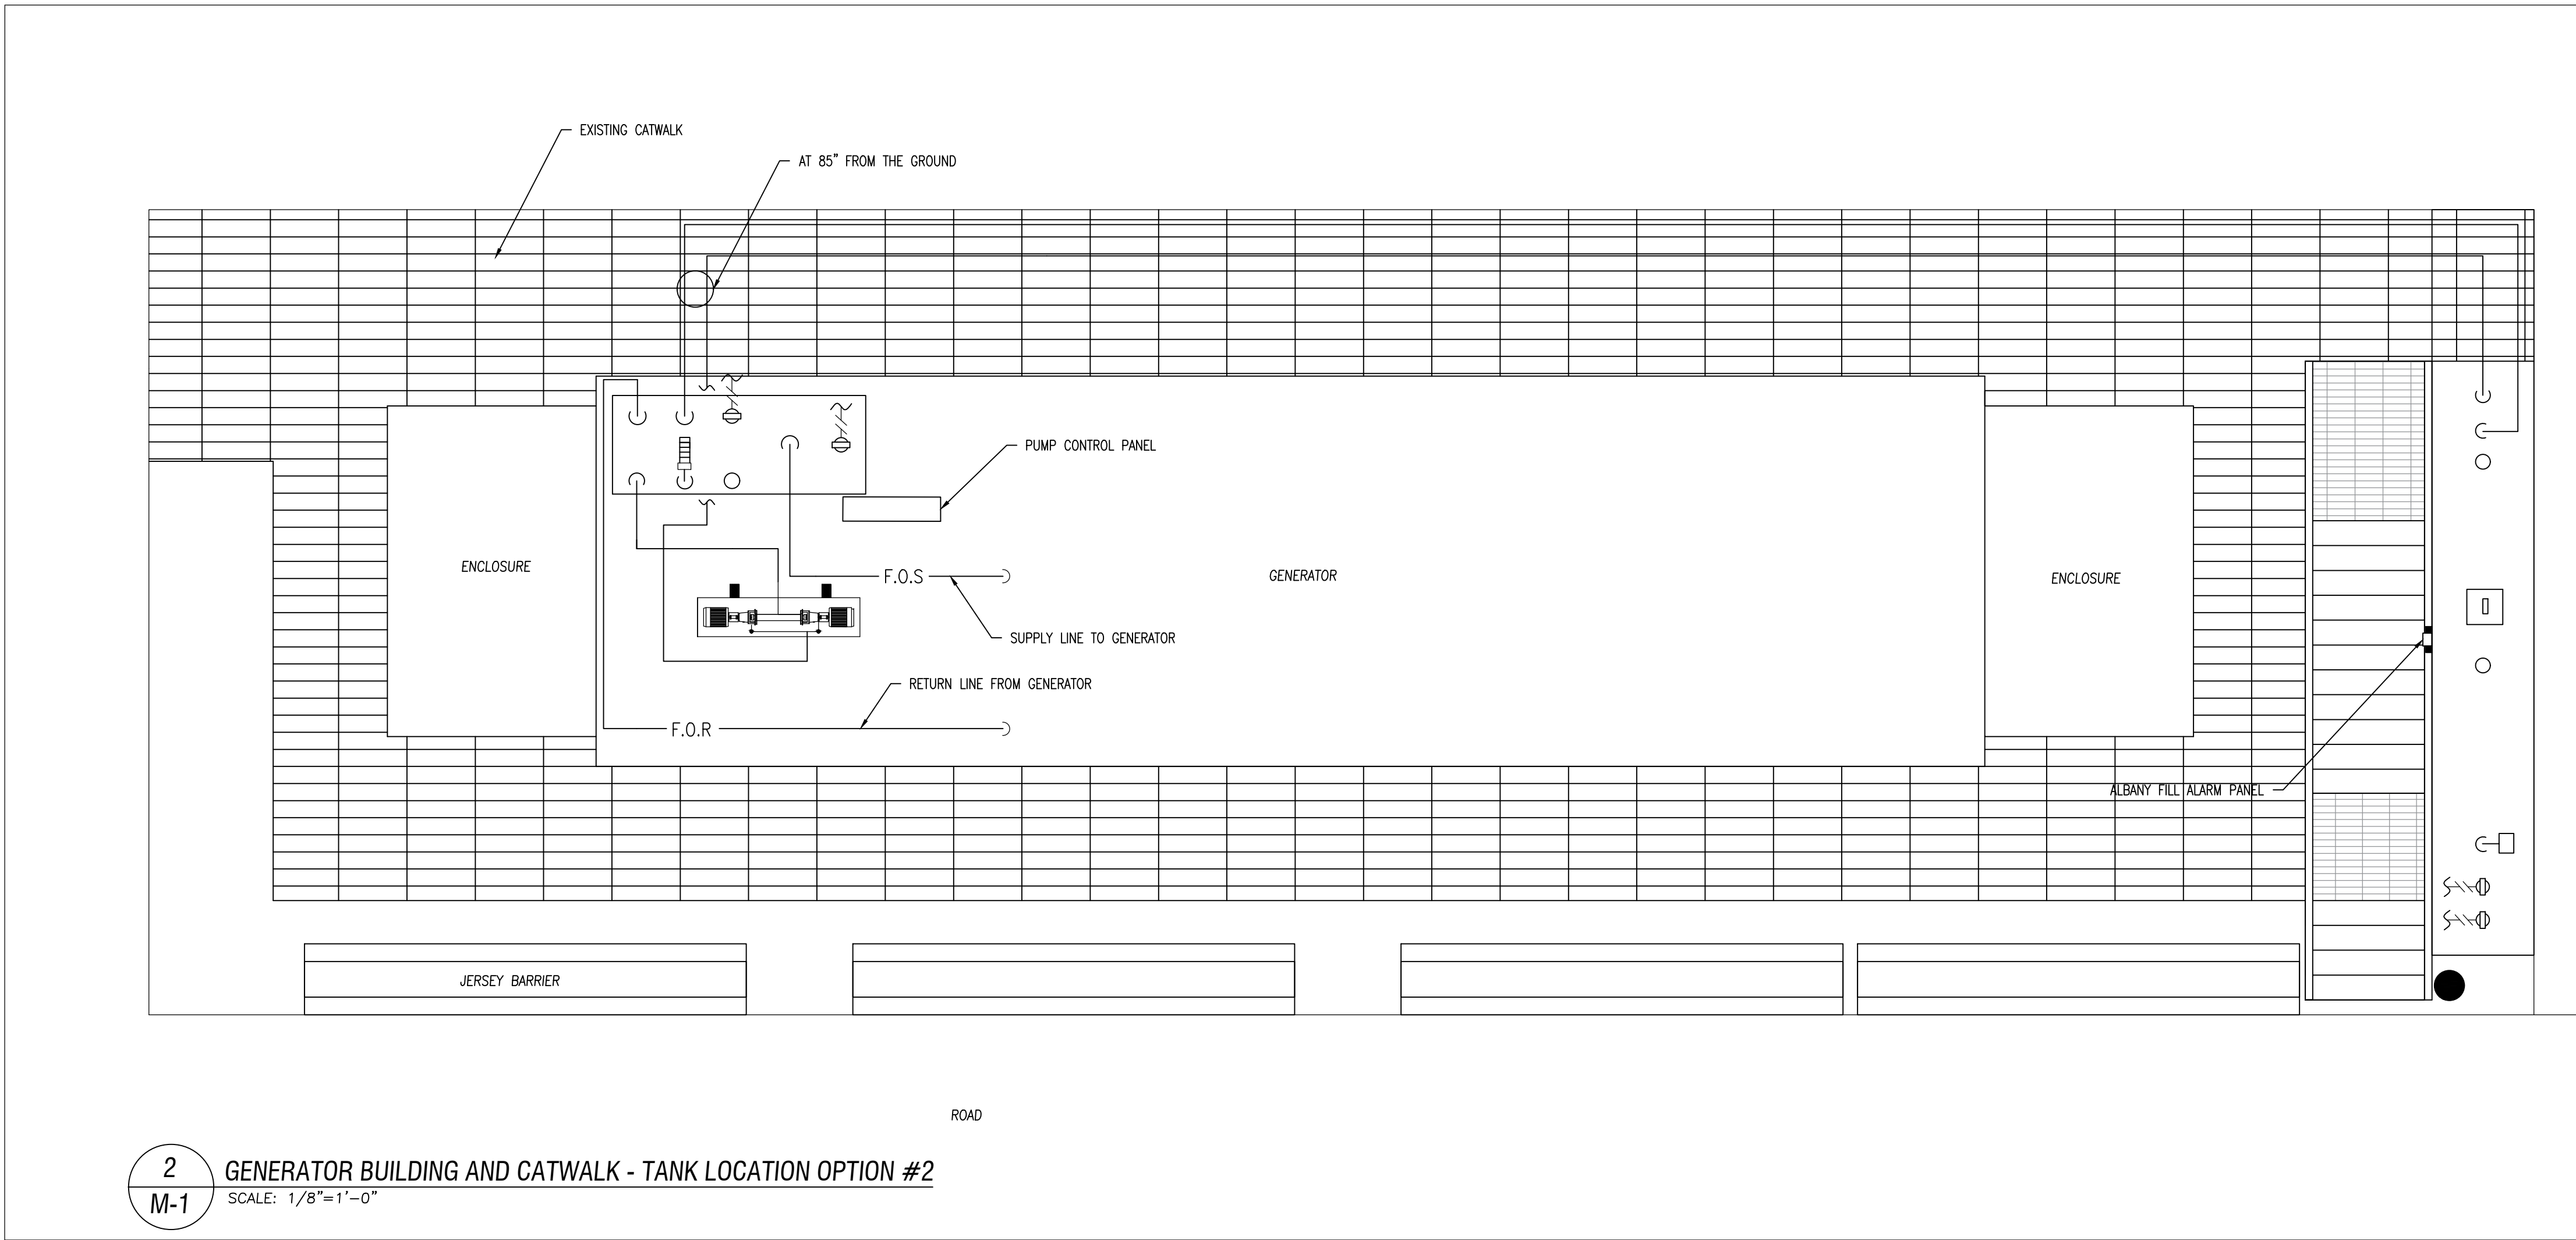 EXISTING CATWALK
AT 85" FROM THE GROUND
PUMP CONTROL PANEL
ENCLOSURE
F.O.S
GENERATOR
ENCLOSURE
SUPPLY LINE TO GENERATOR
RETURN LINE FROM GENERATOR
F.O.R
ALBANY FILL ALARM PANEL
JERSEY BARRIER
ROAD
2
M-1
GENERATOR BUILDING AND CATWALK - TANK LOCATION OPTION #2
SCALE: 1/8"=1'-0"